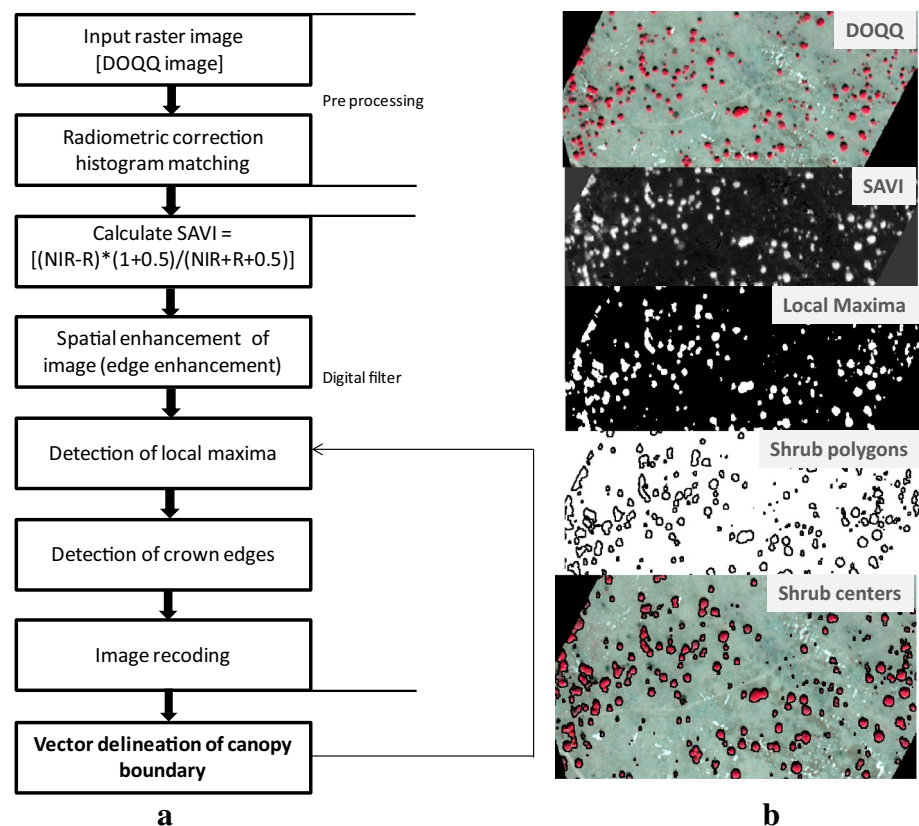 Input raster image
[DOQQ image]
Pre processing
Radiometric correction
histogram matching
Calculate SAVI =
[(NIR-R)*(1+0.5)/(NIR+R+0.5)]
Spatial enhancement of
image (edge enhancement)
Digital filter
Detection of local maxima
Detection of crown edges
Image recoding
Vector delineation of canopy
boundary
a
DOQQ
SAVI
Local Maxima
Shrub polygons
Shrub centers
b